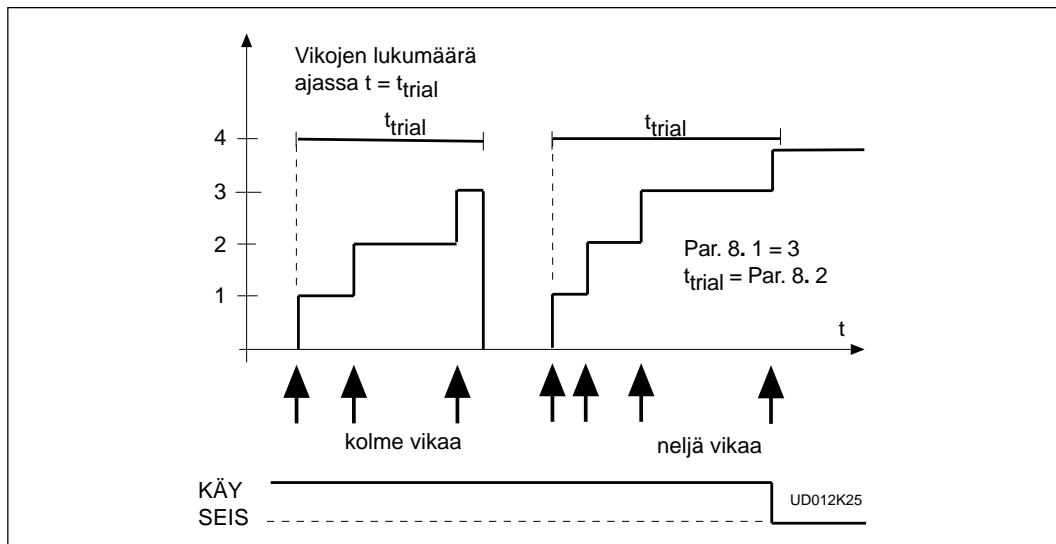 Vikojen lukumäärä
ajassa t = ttrial
ttrial
ttrial
4
3
2
1
Par. 8. 1 = 3
ttrial = Par. 8. 2
t
kolme vikaa
neljä vikaa
KÄY
SEIS
UD012K25